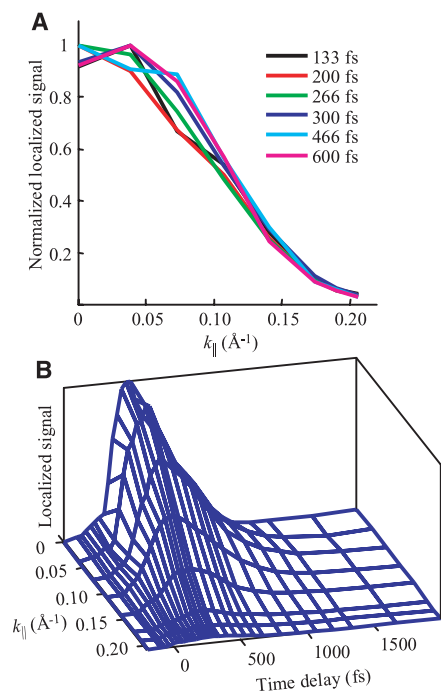 A
Normalized localized signal
1
0.8
0.6
0.4
0.2
0
0.05
0.10
0.15
0.20
k∥ (Å⁻¹)
133 fs
200 fs
266 fs
300 fs
466 fs
600 fs
B
Localized signal
0
0.05
0.10
0.15
0.20
k∥ (Å⁻¹)
0
500
1000
1500
Time delay (fs)